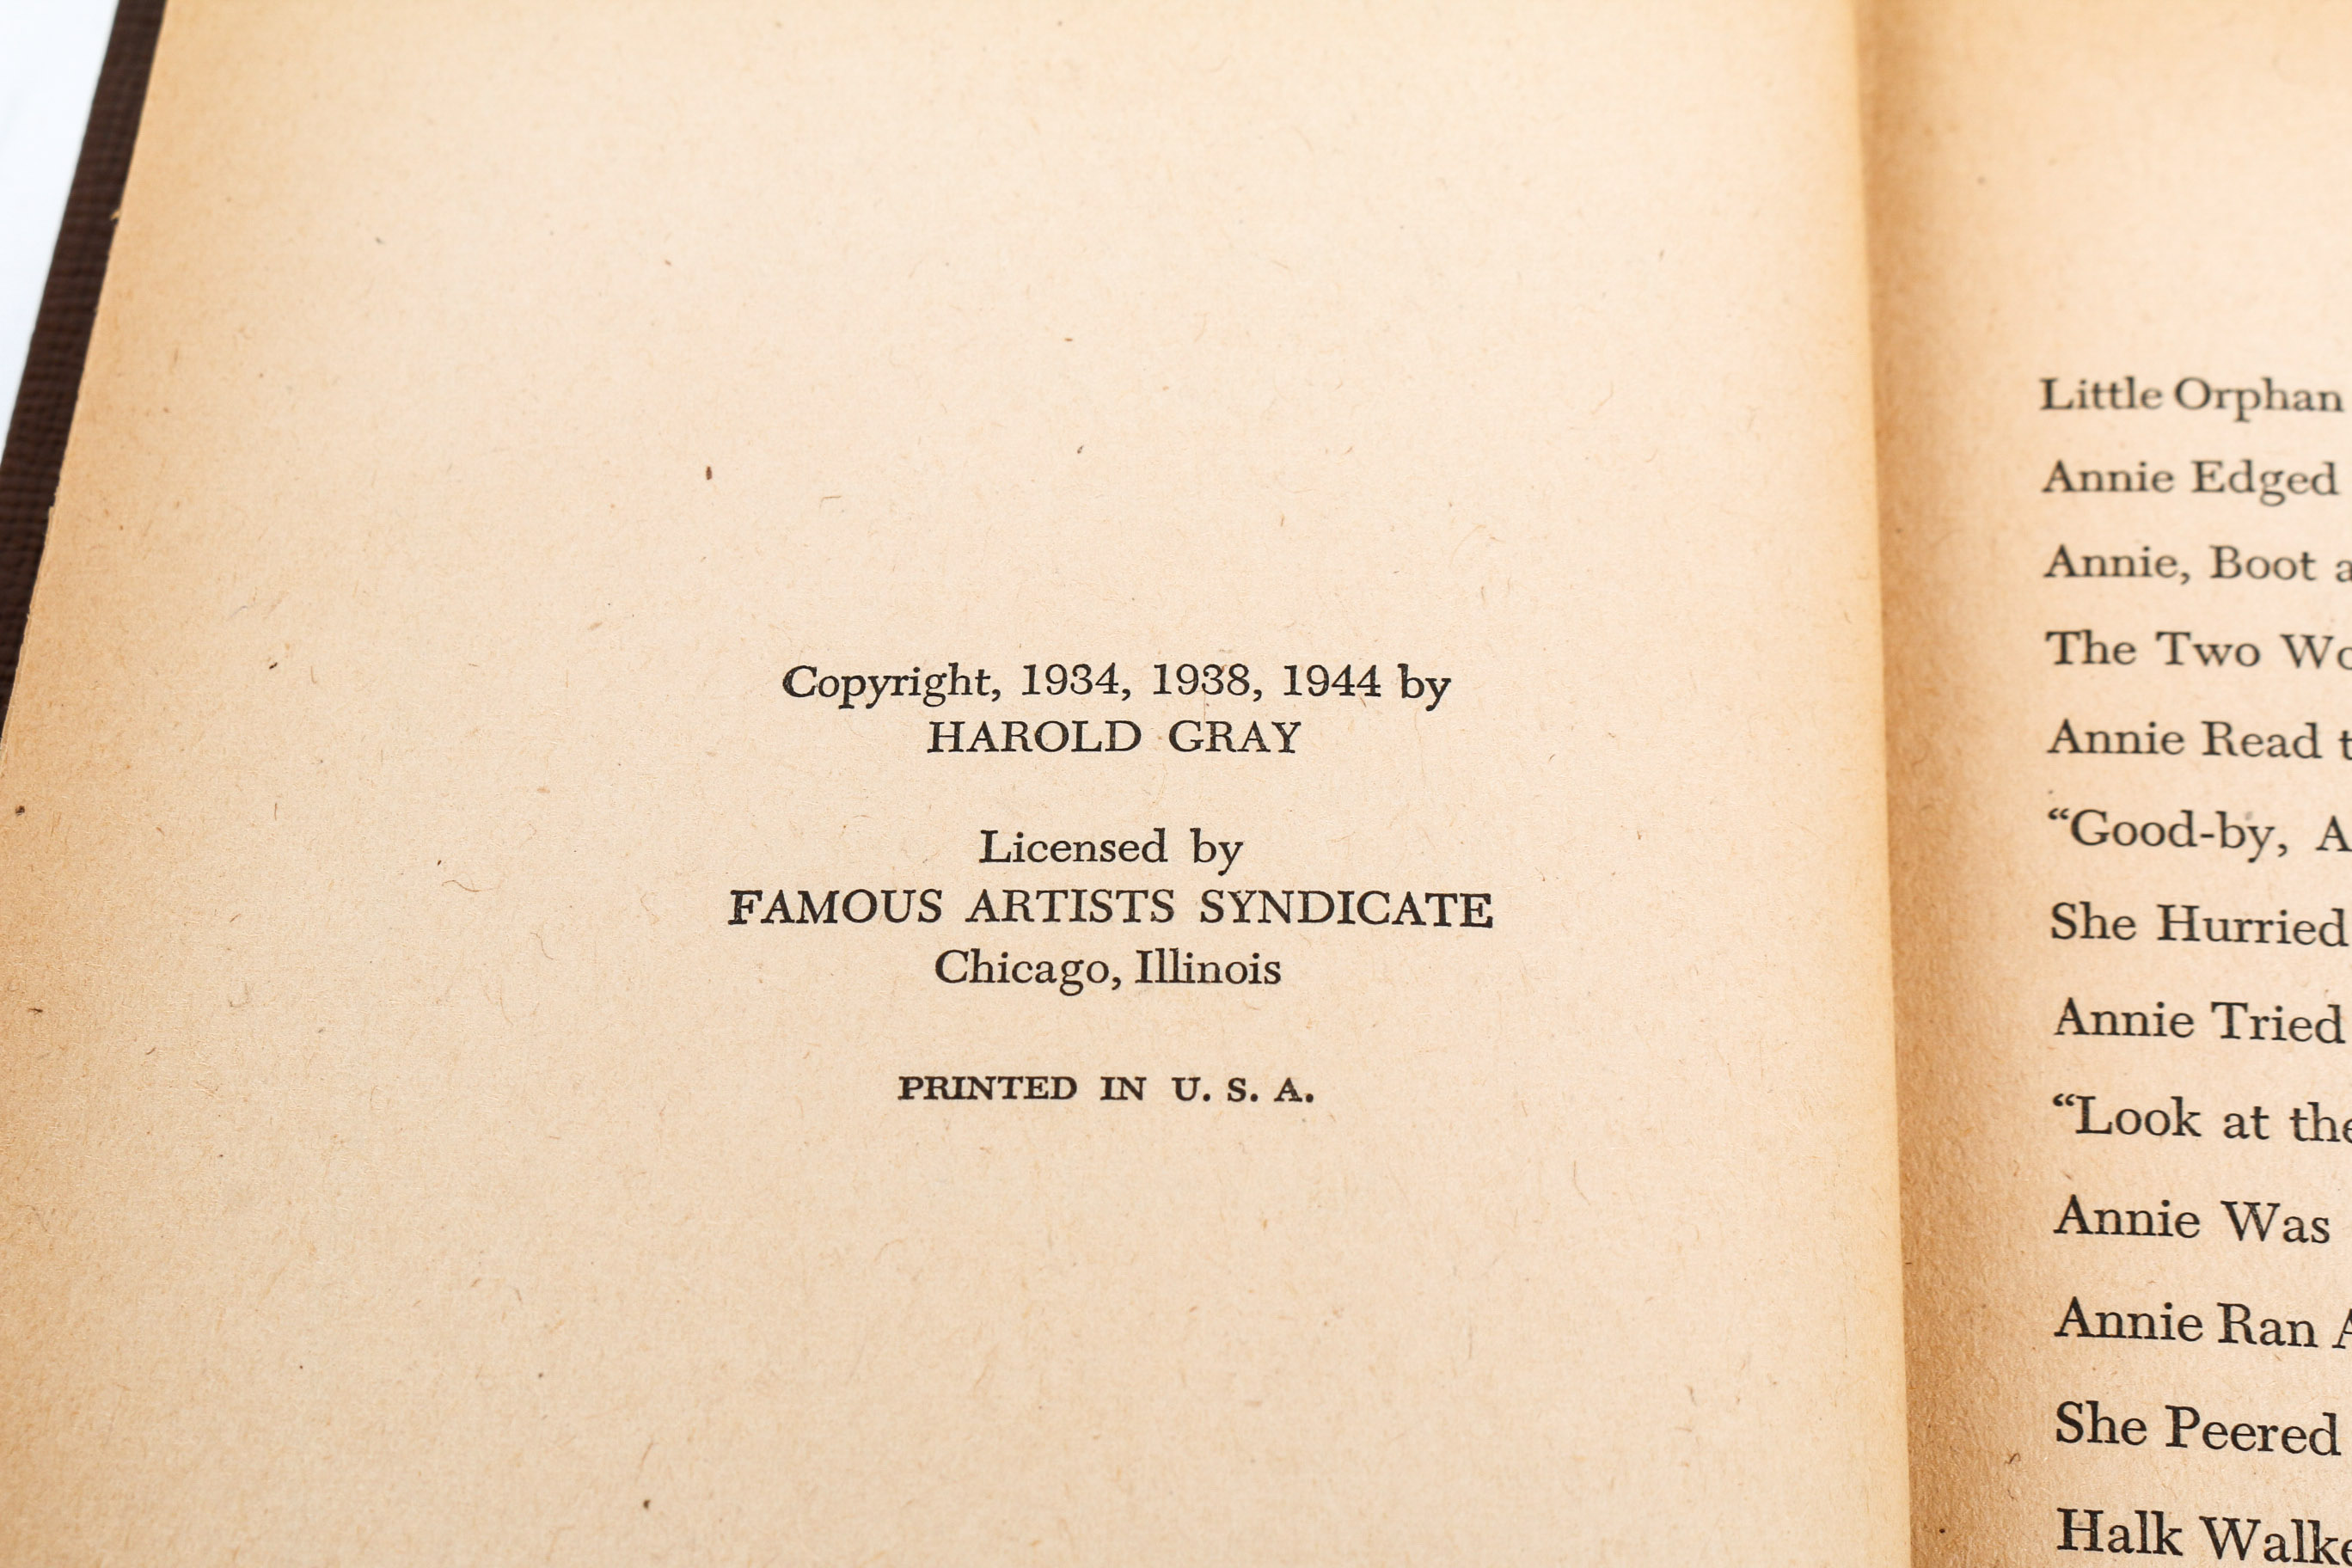 Copyright, 1934, 1938, 1944 by
HAROLD GRAY
Licensed by
FAMOUS ARTISTS SYNDICATE
Chicago, Illinois
PRINTED IN U. S. A.
Little Orphan
Annie Edged
Annie, Boot
The Two
Annie Read
“Good-by,
She Hurried
Annie Tried
“Look at the
Annie Was
Annie Ran
She Peered
Halk